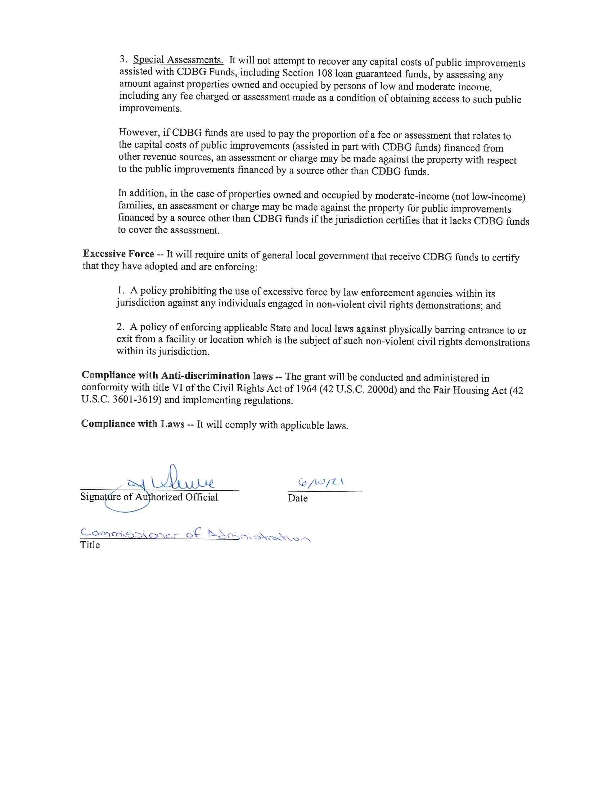 3. Special Assessments. It will not attempt to recover any capital costs of public improvements
assisted with CDBG Funds, including Section 108 loan guaranteed funds, by assessing any
amount against properties owned and occupied by persons of low and moderate income,
including any fee charged or assessment made as a condition of obtaining access to such public
improvements.
However, if CDBG funds are used to pay the proportion of a fee or assessment that relates to
the capital costs of public improvements (assisted in part with CDBG funds) financed from
other revenue sources, an assessment or charge may be made against the property with respect
to the public improvements financed by a source other than CDBG funds.
In addition, in the case of properties owned and occupied by moderate-income (not low-income)
families, an assessment or charge may be made against the property for public improvements
financed by a source other than CDBG funds if the jurisdiction certifies that it lacks CDBG funds
to cover the assessment.
Excessive Force -- It will require units of general local government that receive CDBG funds to certify
that they have adopted and are enforcing:
1. A policy prohibiting the use of excessive force by law enforcement agencies within its
jurisdiction against any individuals engaged in non-violent civil rights demonstrations; and
2. A policy of enforcing applicable State and local laws against physically barring entrance to or
exit from a facility or location which is the subject of such non-violent civil rights demonstrations
within its jurisdiction.
Compliance with Anti-discrimination laws -- The grant will be conducted and administered in
conformity with title VI of the Civil Rights Act of 1964 (42 U.S.C. 2000d) and the Fair Housing Act (42
U.S.C. 3601-3619) and implementing regulations.
Compliance with Laws -- It will comply with applicable laws.
6/10/21
Signature of Authorized Official Date
Commissioner of Administration
Title